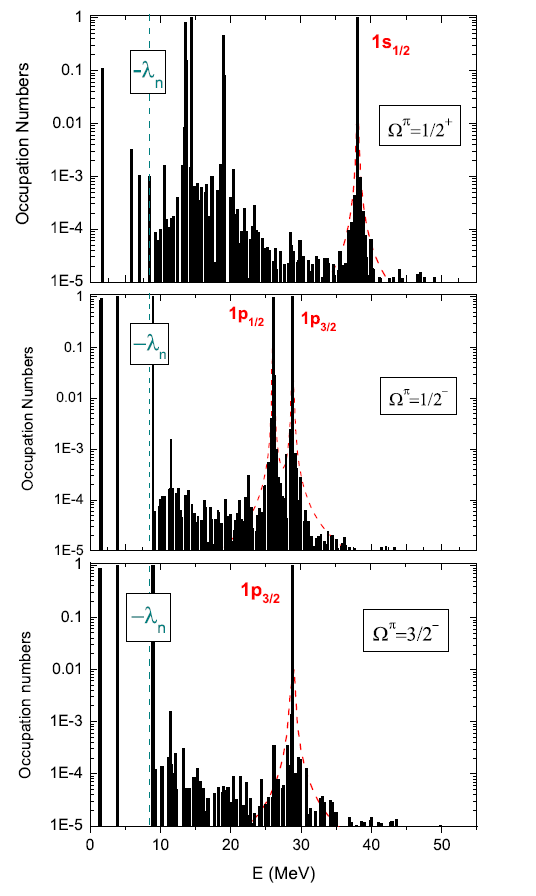 Occupation Numbers
1
0.1
0.01
1E-3
1E-4
1E-5
-λn
1s1/2
Ωπ=1/2+
Occupation Numbers
1
0.1
0.01
1E-3
1E-4
1E-5
−λn
1p1/2
1p3/2
Ωπ=1/2−
Occupation numbers
1
0.1
0.01
1E-3
1E-4
1E-5
−λn
1p3/2
Ωπ=3/2−
0 10 20 30 40 50
E (MeV)